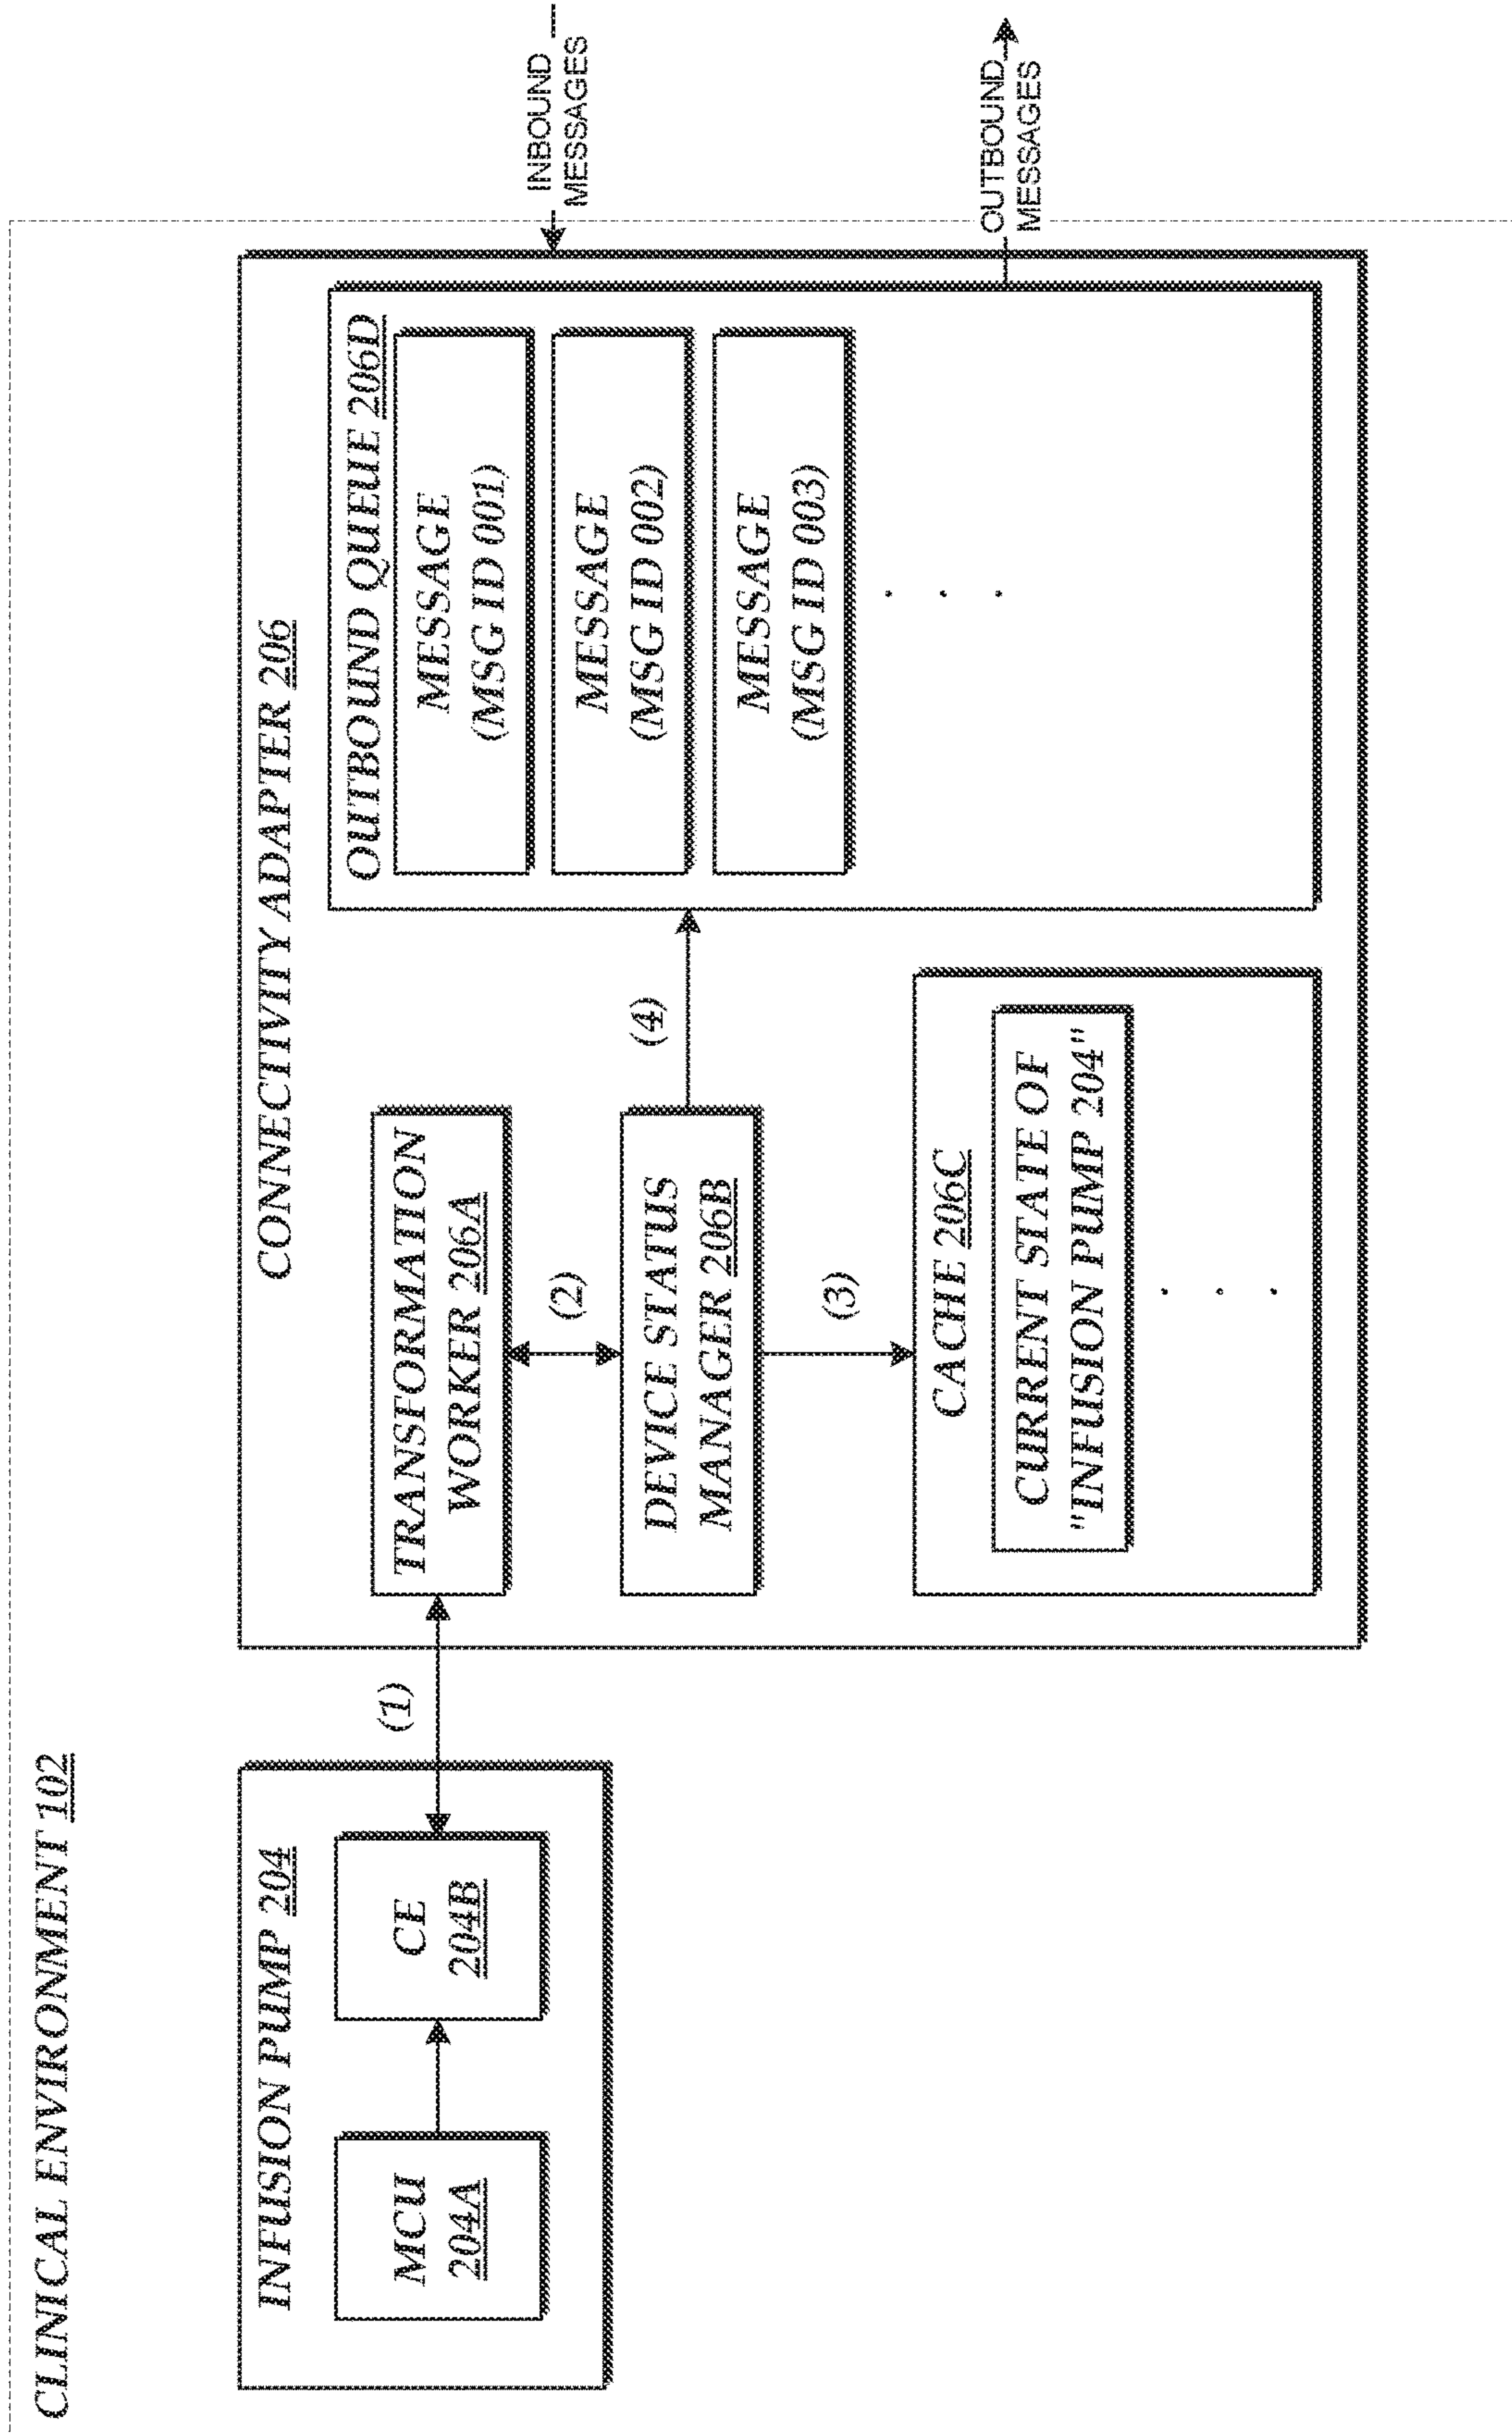 CLINICAL ENVIRONMENT 102
INFUSION PUMP 204
MCU
204A
CE
204B
(1)
CONNECTIVITY ADAPTER 206
TRANSFORMATION
WORKER 206A
(2)
DEVICE STATUS
MANAGER 206B
(3)
CACHE 206C
CURRENT STATE OF
"INFUSION PUMP 204"
(4)
OUTBOUND QUEUE 206D
MESSAGE
(MSG ID 001)
MESSAGE
(MSG ID 002)
MESSAGE
(MSG ID 003)
INBOUND
MESSAGES
OUTBOUND
MESSAGES